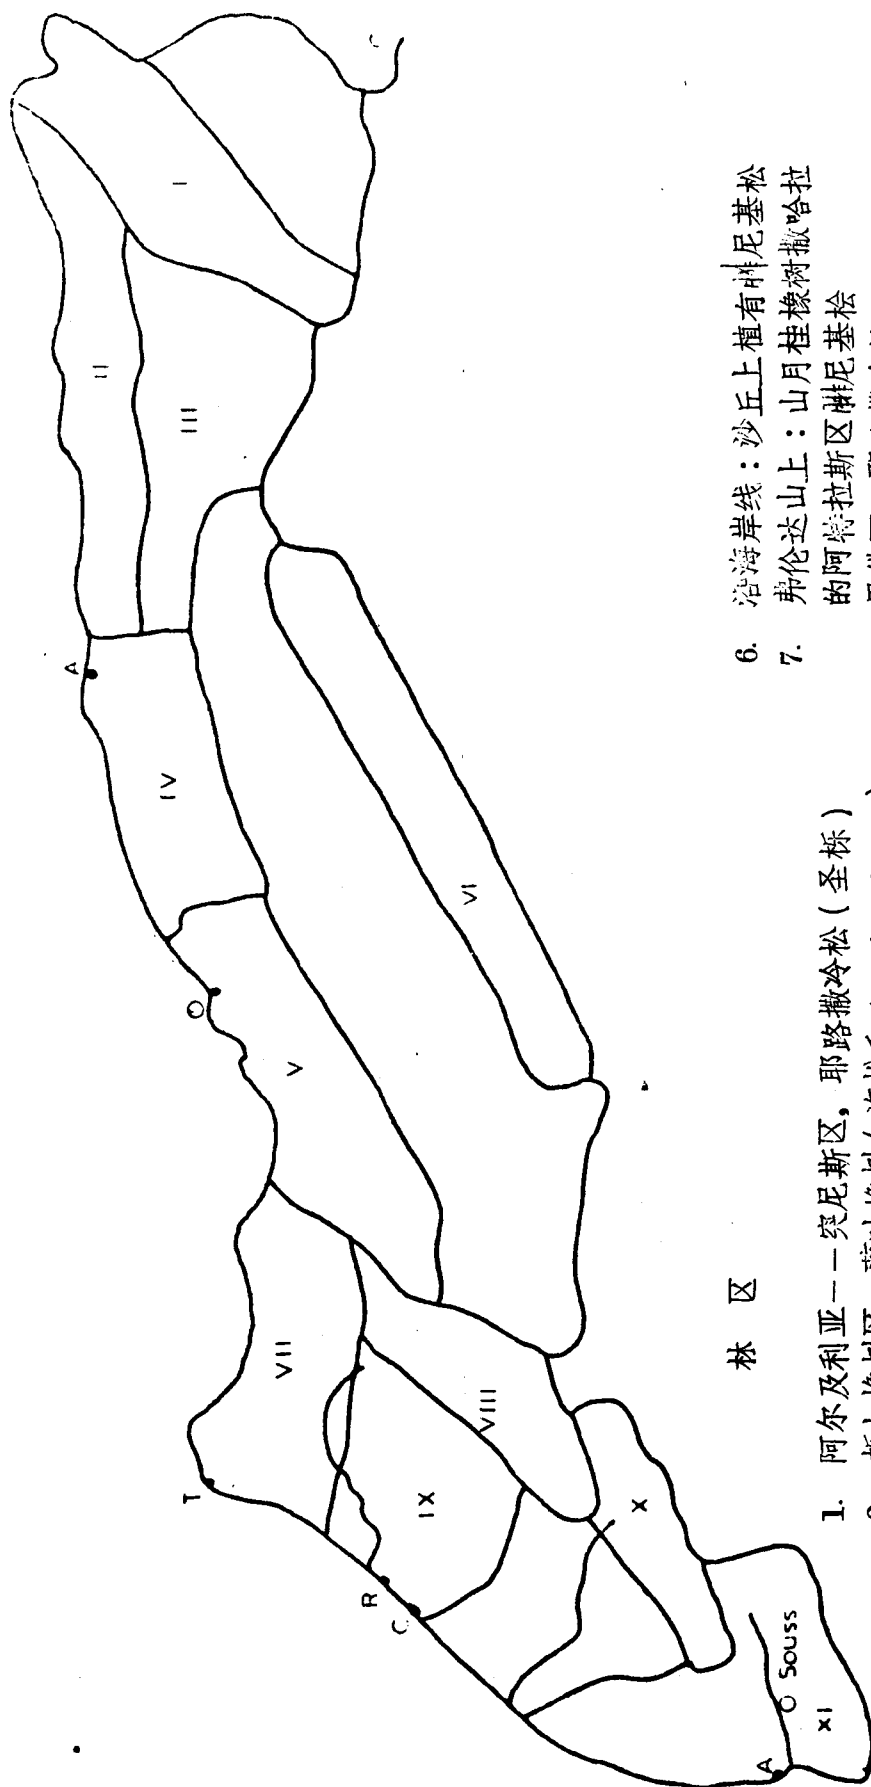 I
II
III
A
IV
VI
O
V
VII
T
VIII
IX
R
C
X
O Souss
XI
A
林 区
1. 阿尔及利亚——突尼斯区, 耶路撒冷松(圣栎)
6. 沿海岸线:沙丘上植有腓尼基松
7. 弗伦达山上:山月桂橡树撒哈拉
的阿特拉斯区腓尼基桧